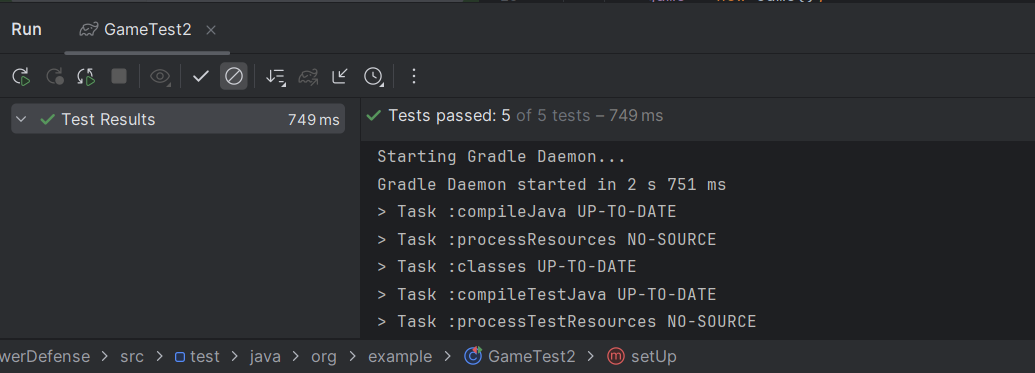 Run GameTest2
Test Results 749 ms
Tests passed: 5 of 5 tests – 749 ms
Starting Gradle Daemon...
Gradle Daemon started in 2 s 751 ms
> Task :compileJava UP-TO-DATE
> Task :processResources NO-SOURCE
> Task :classes UP-TO-DATE
> Task :compileTestJava UP-TO-DATE
> Task :processTestResources NO-SOURCE
werDefense > src > test > java > org > example > GameTest2 > setUp